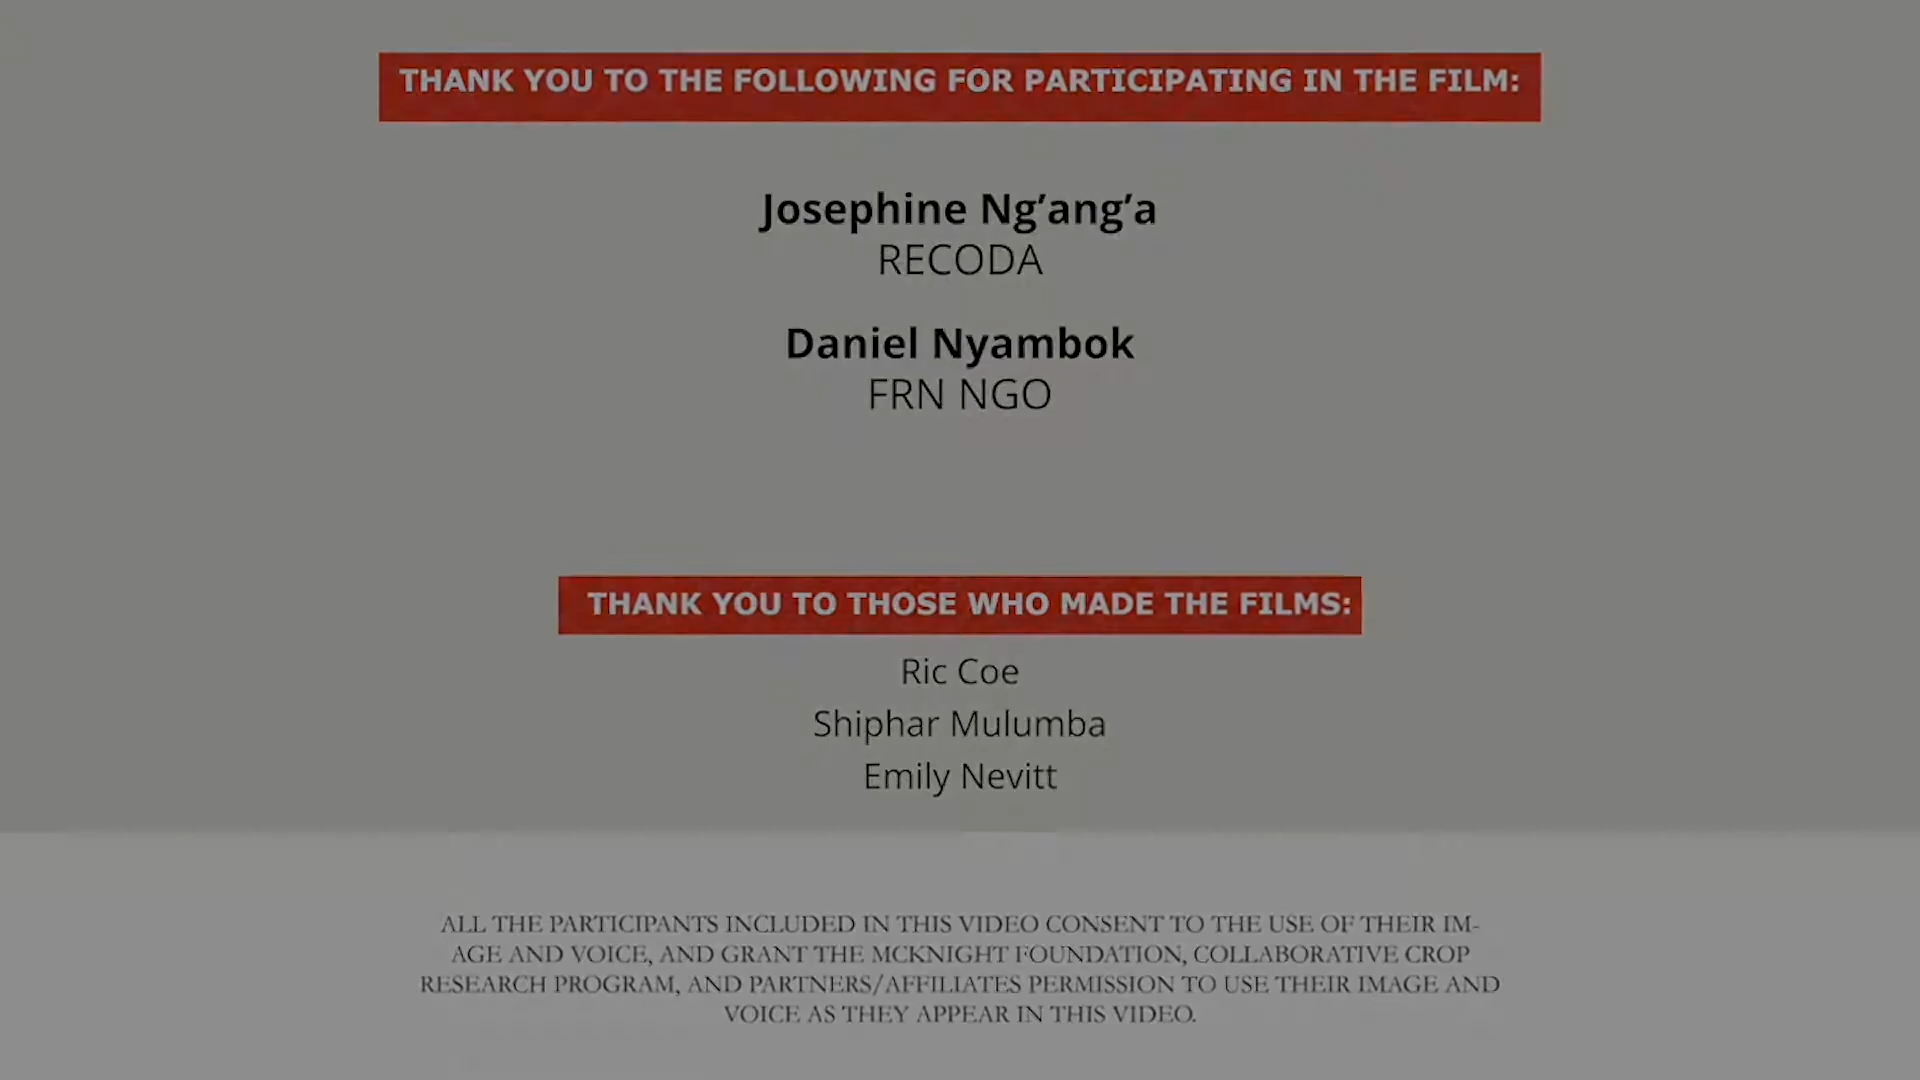 THANK YOU TO THE FOLLOWING FOR PARTICIPATING IN THE FILM:
Josephine Ng’ang’a
RECODA
Daniel Nyambok
FRN NGO
THANK YOU TO THOSE WHO MADE THE FILMS:
Ric Coe
Shiphar Mulumba
Emily Nevitt
ALL THE PARTICIPANTS INCLUDED IN THIS VIDEO CONSENT TO THE USE OF THEIR IM-
AGE AND VOICE, AND GRANT THE MCKNIGHT FOUNDATION, COLLABORATIVE CROP
RESEARCH PROGRAM, AND PARTNERS/AFFILIATES PERMISSION TO USE THEIR IMAGE AND
VOICE AS THEY APPEAR IN THIS VIDEO.